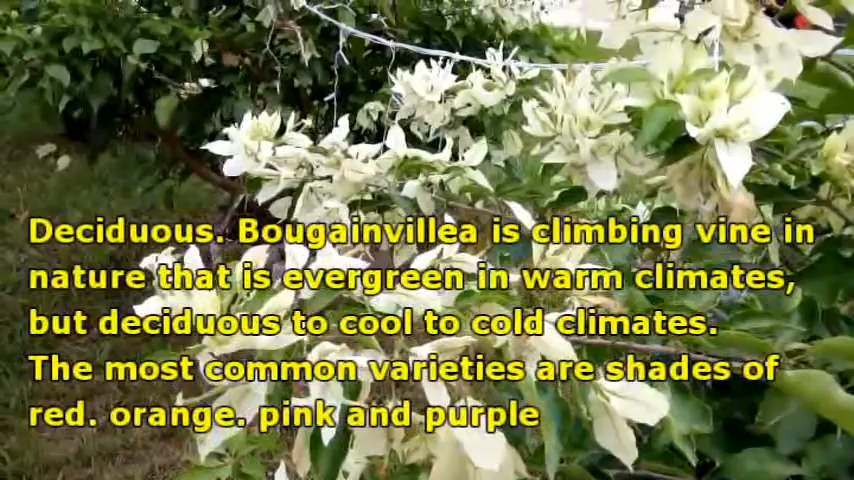 Deciduous. Bougainvillea is climbing vine in
nature that is evergreen in warm climates,
but deciduous to cool to cold climates.
The most common varieties are shades of
red. orange. pink and purple